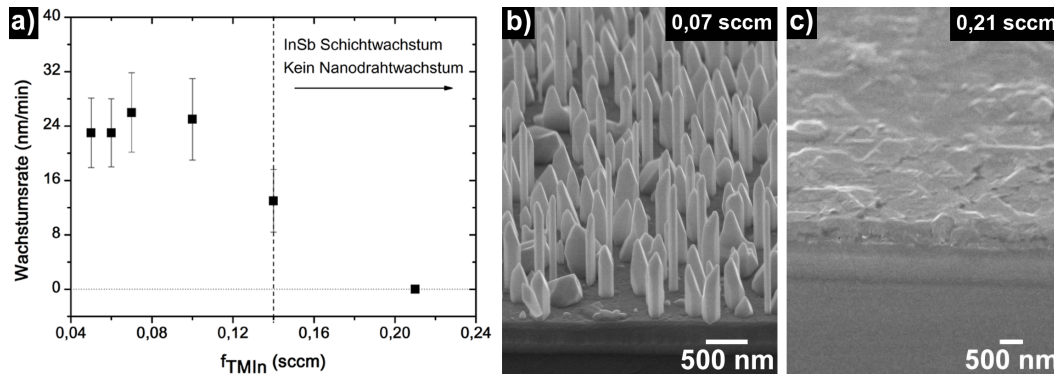 a)
40
32
24
16
8
0
Wachstumsrate (nm/min)
InSb Schichtwachstum
Kein Nanodrahtwachstum
0,04
0,08
0,12
0,16
0,20
0,24
fTMIn (sccm)
b)
0,07 sccm
500 nm
c)
0,21 sccm
500 nm